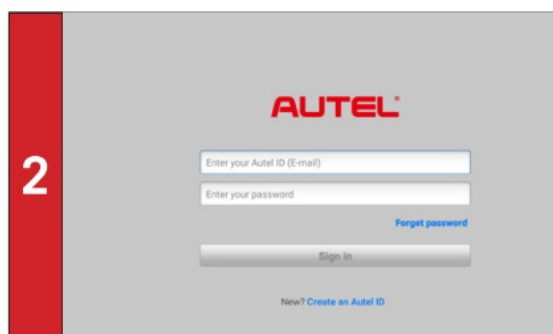 2
AUTEL®
Enter your Autel ID (E-mail)
Enter your password
Forget password
Sign in
New? Create an Autel ID